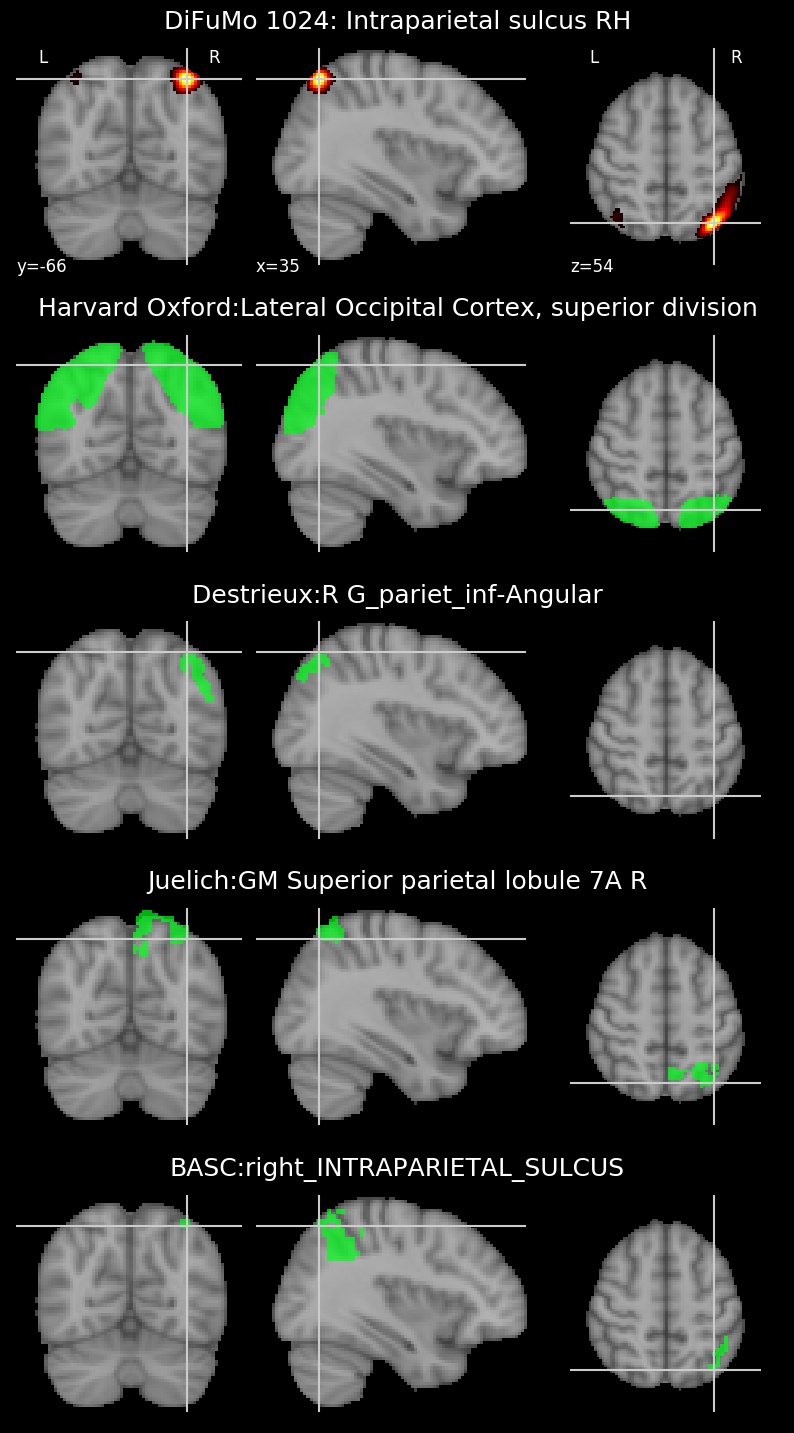 DiFuMo 1024: Intraparietal sulcus RH
L R L R
y=-66 x=35 z=54
Harvard Oxford:Lateral Occipital Cortex, superior division
Destrieux:R G_pariet_inf-Angular
Juelich:GM Superior parietal lobule 7A R
BASC:right_INTRAPARIETAL_SULCUS